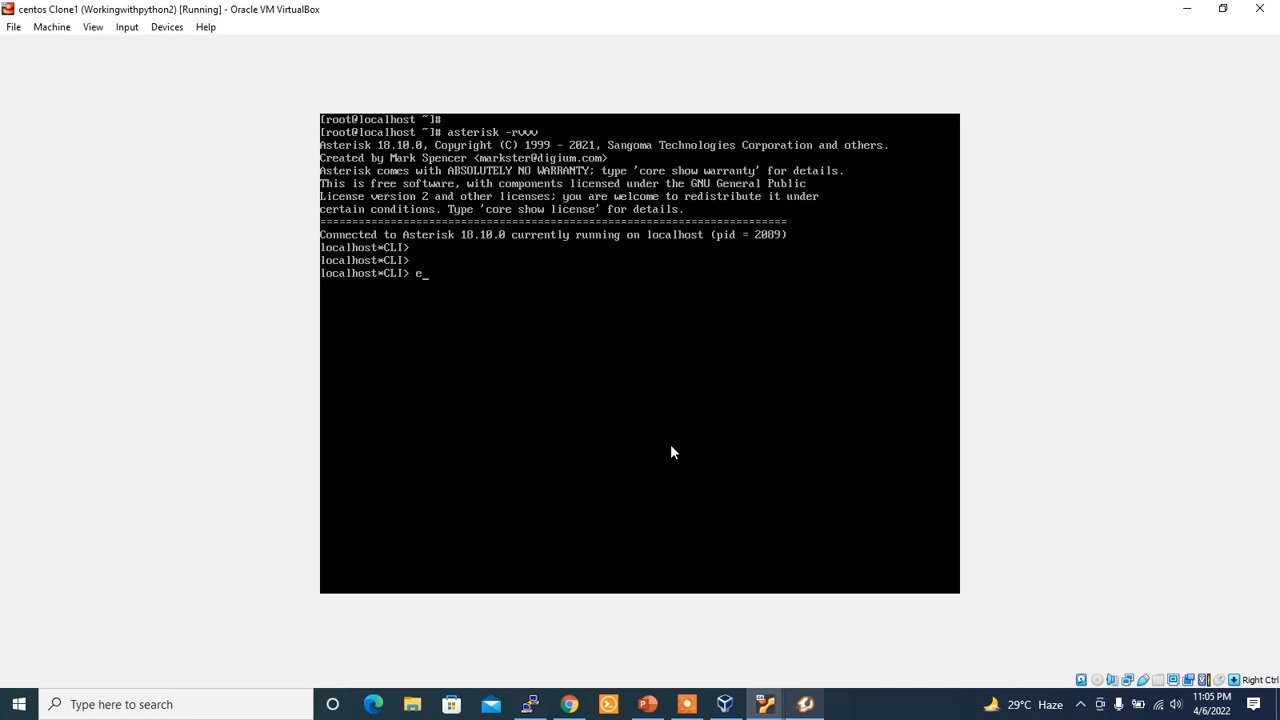 centos Clone1 (Workingwithpython2) [Running] - Oracle VM VirtualBox
File Machine View Input Devices Help
[root@localhost ~]#
[root@localhost ~]# asterisk -rvvv
Asterisk 18.10.0, Copyright (C) 1999 - 2021, Sangoma Technologies Corporation and others.
Created by Mark Spencer <markster@digium.com>
Asterisk comes with ABSOLUTELY NO WARRANTY; type 'core show warranty' for details.
This is free software, with components licensed under the GNU General Public
License version 2 and other licenses; you are welcome to redistribute it under
certain conditions. Type 'core show license' for details.
=========================================================================
Connected to Asterisk 18.10.0 currently running on localhost (pid = 2089)
localhost*CLI>
localhost*CLI>
localhost*CLI> e_
Right Ctrl
Type here to search
29°C Haze
11:05 PM
4/6/2022